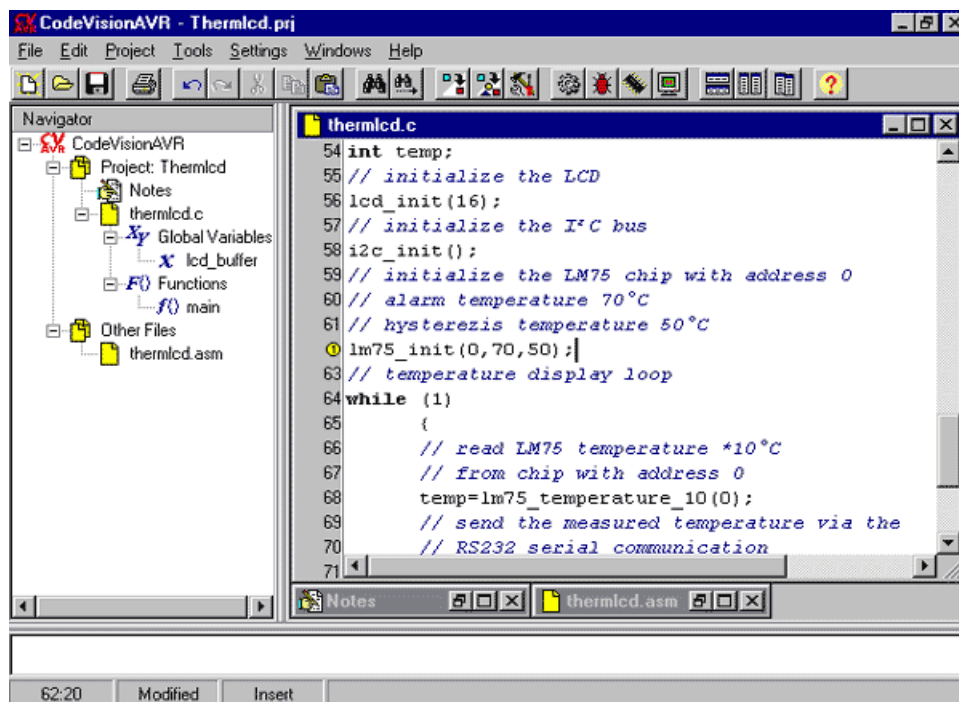 CodeVisionAVR - Thermlcd.prj
File Edit Project Tools Settings Windows Help
Navigator
CodeVisionAVR
Project: Thermlcd
Notes
thermlcd.c
Global Variables
lcd_buffer
F() Functions
f() main
Other Files
thermlcd.asm
thermlcd.c
54 int temp;
55 // initialize the LCD
56 lcd_init(16);
57 // initialize the I²C bus
58 i2c_init();
59 // initialize the LM75 chip with address 0
60 // alarm temperature 70°C
61 // hysterezis temperature 50°C
1 lm75_init(0,70,50);
63 // temperature display loop
64 while (1)
65 {
66 // read LM75 temperature *10°C
67 // from chip with address 0
68 temp=lm75_temperature_10(0);
69 // send the measured temperature via the
70 // RS232 serial communication
71
Notes thermlcd.asm
62:20 Modified Insert